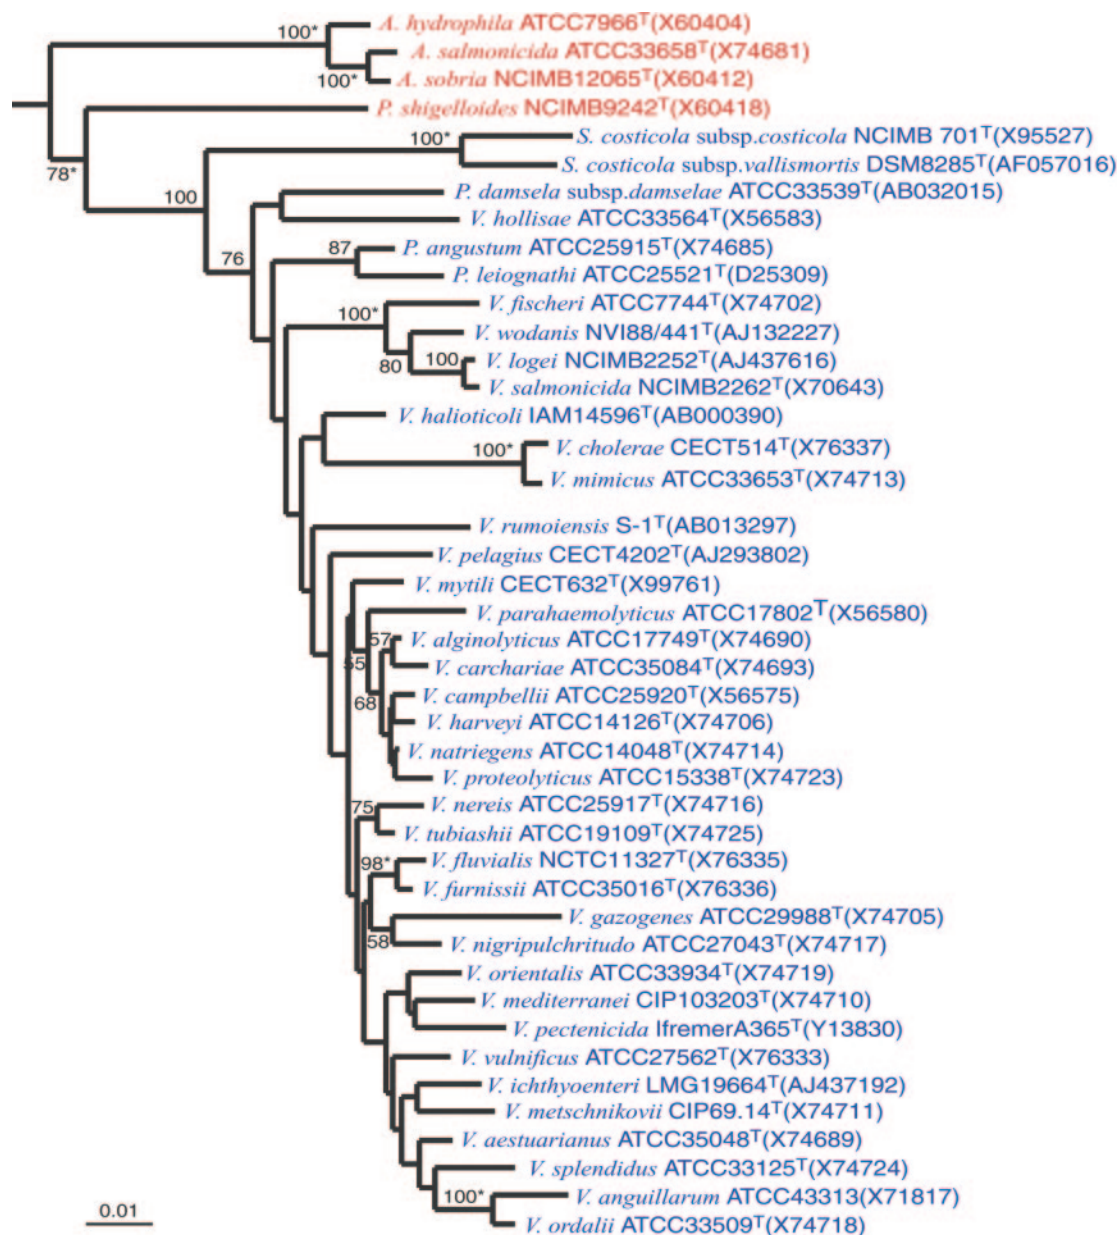 100*
A. hydrophila ATCC7966T(X60404)
A. salmonicida ATCC33658T(X74681)
100*
A. sobria NCIMB12065T(X60412)
P. shigelloides NCIMB9242T(X60418)
78*
100*
S. costicola subsp.costicola NCIMB 701T(X95527)
S. costicola subsp.vallismortis DSM8285T(AF057016)
100
P. damsela subsp.damselae ATCC33539T(AB032015)
V. hollisae ATCC33564T(X56583)
76
87
P. angustum ATCC25915T(X74685)
P. leiognathi ATCC25521T(D25309)
100*
V. fischeri ATCC7744T(X74702)
V. wodanis NVI88/441T(AJ132227)
80
100
V. logei NCIMB2252T(AJ437616)
V. salmonicida NCIMB2262T(X70643)
V. halioticoli IAM14596T(AB000390)
100*
V. cholerae CECT514T(X76337)
V. mimicus ATCC33653T(X74713)
V. rumoiensis S-1T(AB013297)
V. pelagius CECT4202T(AJ293802)
V. mytili CECT632T(X99761)
V. parahaemolyticus ATCC17802T(X56580)
57
V. alginolyticus ATCC17749T(X74690)
55
V. carchariae ATCC35084T(X74693)
68
V. campbellii ATCC25920T(X56575)
V. harveyi ATCC14126T(X74706)
V. natriegens ATCC14048T(X74714)
V. proteolyticus ATCC15338T(X74723)
75
V. nereis ATCC25917T(X74716)
V. tubiashii ATCC19109T(X74725)
98*
V. fluvialis NCTC11327T(X76335)
V. furnissii ATCC35016T(X76336)
V. gazogenes ATCC29988T(X74705)
58
V. nigripulchritudo ATCC27043T(X74717)
V. orientalis ATCC33934T(X74719)
V. mediterranei CIP103203T(X74710)
V. pectenicida IfremerA365T(Y13830)
V. vulnificus ATCC27562T(X76333)
V. ichthyoenteri LMG19664T(AJ437192)
V. metschnikovii CIP69.14T(X74711)
V. aestuarianus ATCC35048T(X74689)
V. splendidus ATCC33125T(X74724)
100*
V. anguillarum ATCC43313(X71817)
V. ordalii ATCC33509T(X74718)
0.01